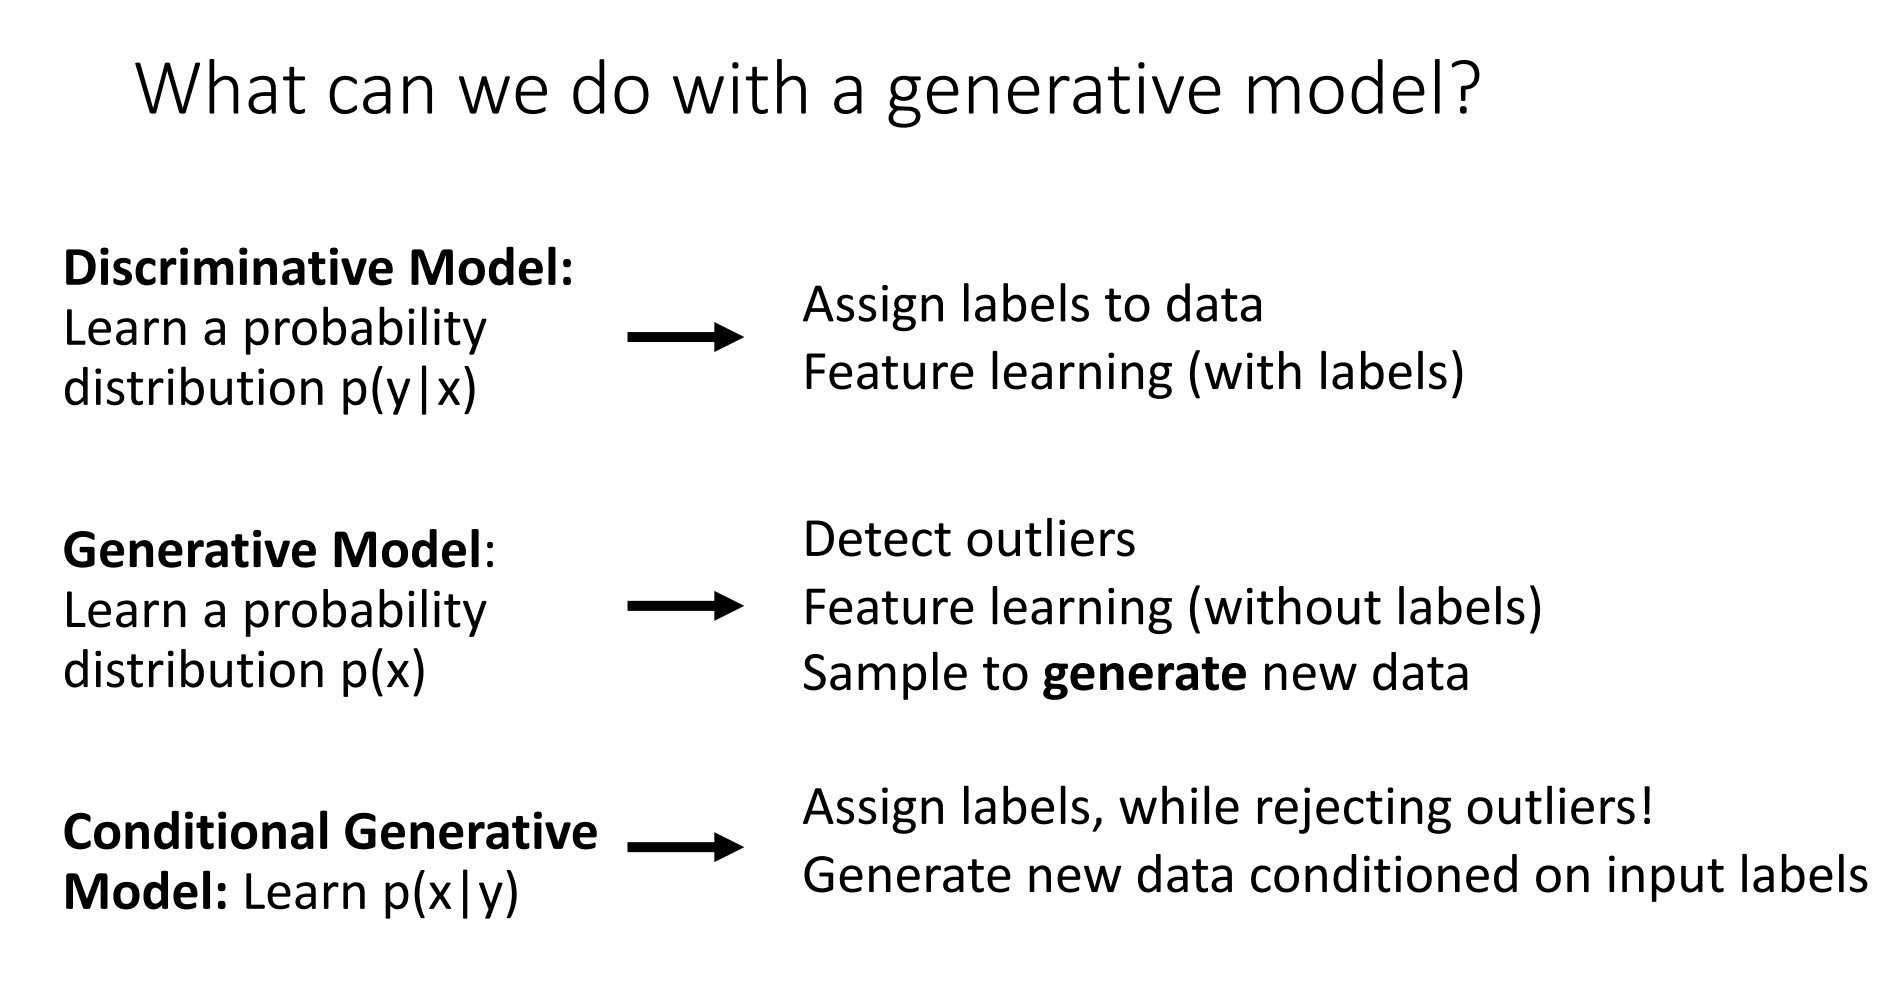 What can we do with a generative model?
Discriminative Model:
Learn a probability
distribution p(y|x)
Assign labels to data
Feature learning (with labels)
Generative Model:
Learn a probability
distribution p(x)
Detect outliers
Feature learning (without labels)
Sample to generate new data
Conditional Generative
Model: Learn p(x|y)
Assign labels, while rejecting outliers!
Generate new data conditioned on input labels